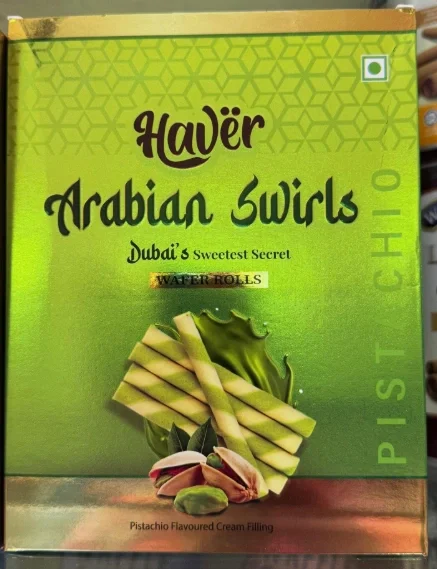 Havër
Arabian Swirls
Dubai's Sweetest Secret
WAFER ROLLS
PISTACHIO
Pistachio Flavoured Cream Filling